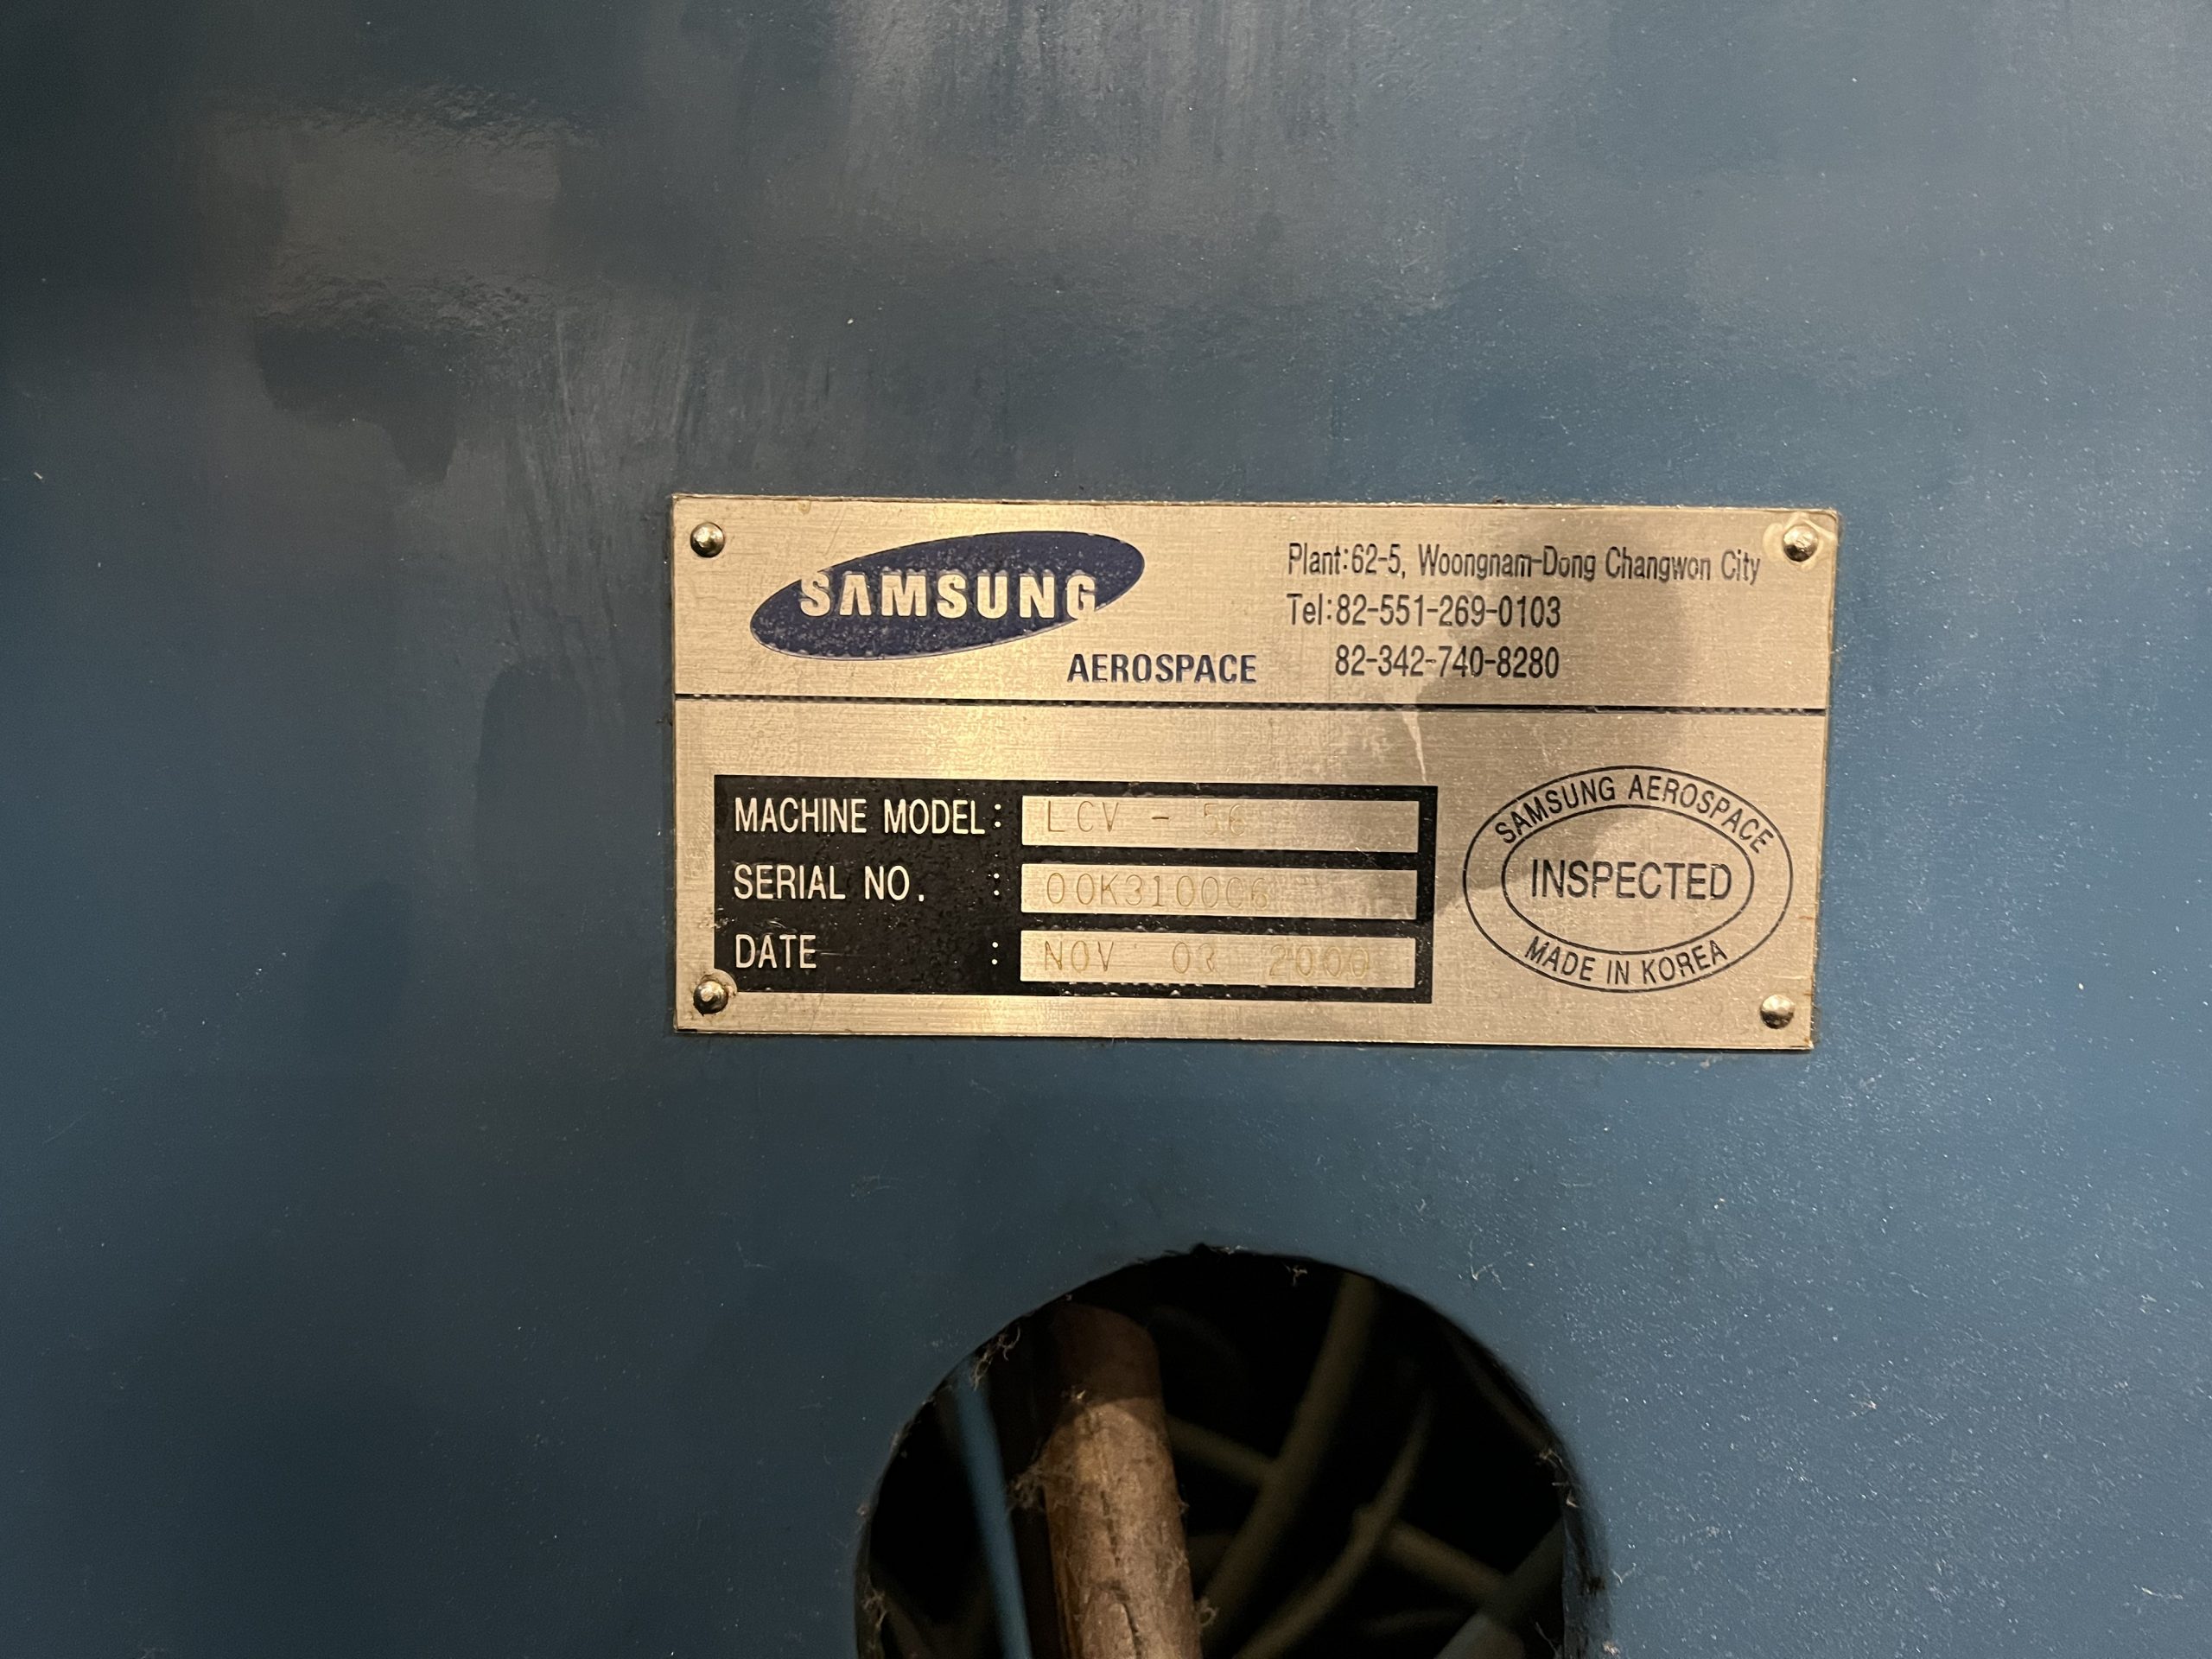 SAMSUNG
AEROSPACE
Plant:62-5, Woongnam-Dong Changwon City
Tel:82-551-269-0103
82-342-740-8280
MACHINE MODEL: LCV - 56
SERIAL NO. :
DATE : NOV 03 2000
SAMSUNG AEROSPACE
INSPECTED
MADE IN KOREA